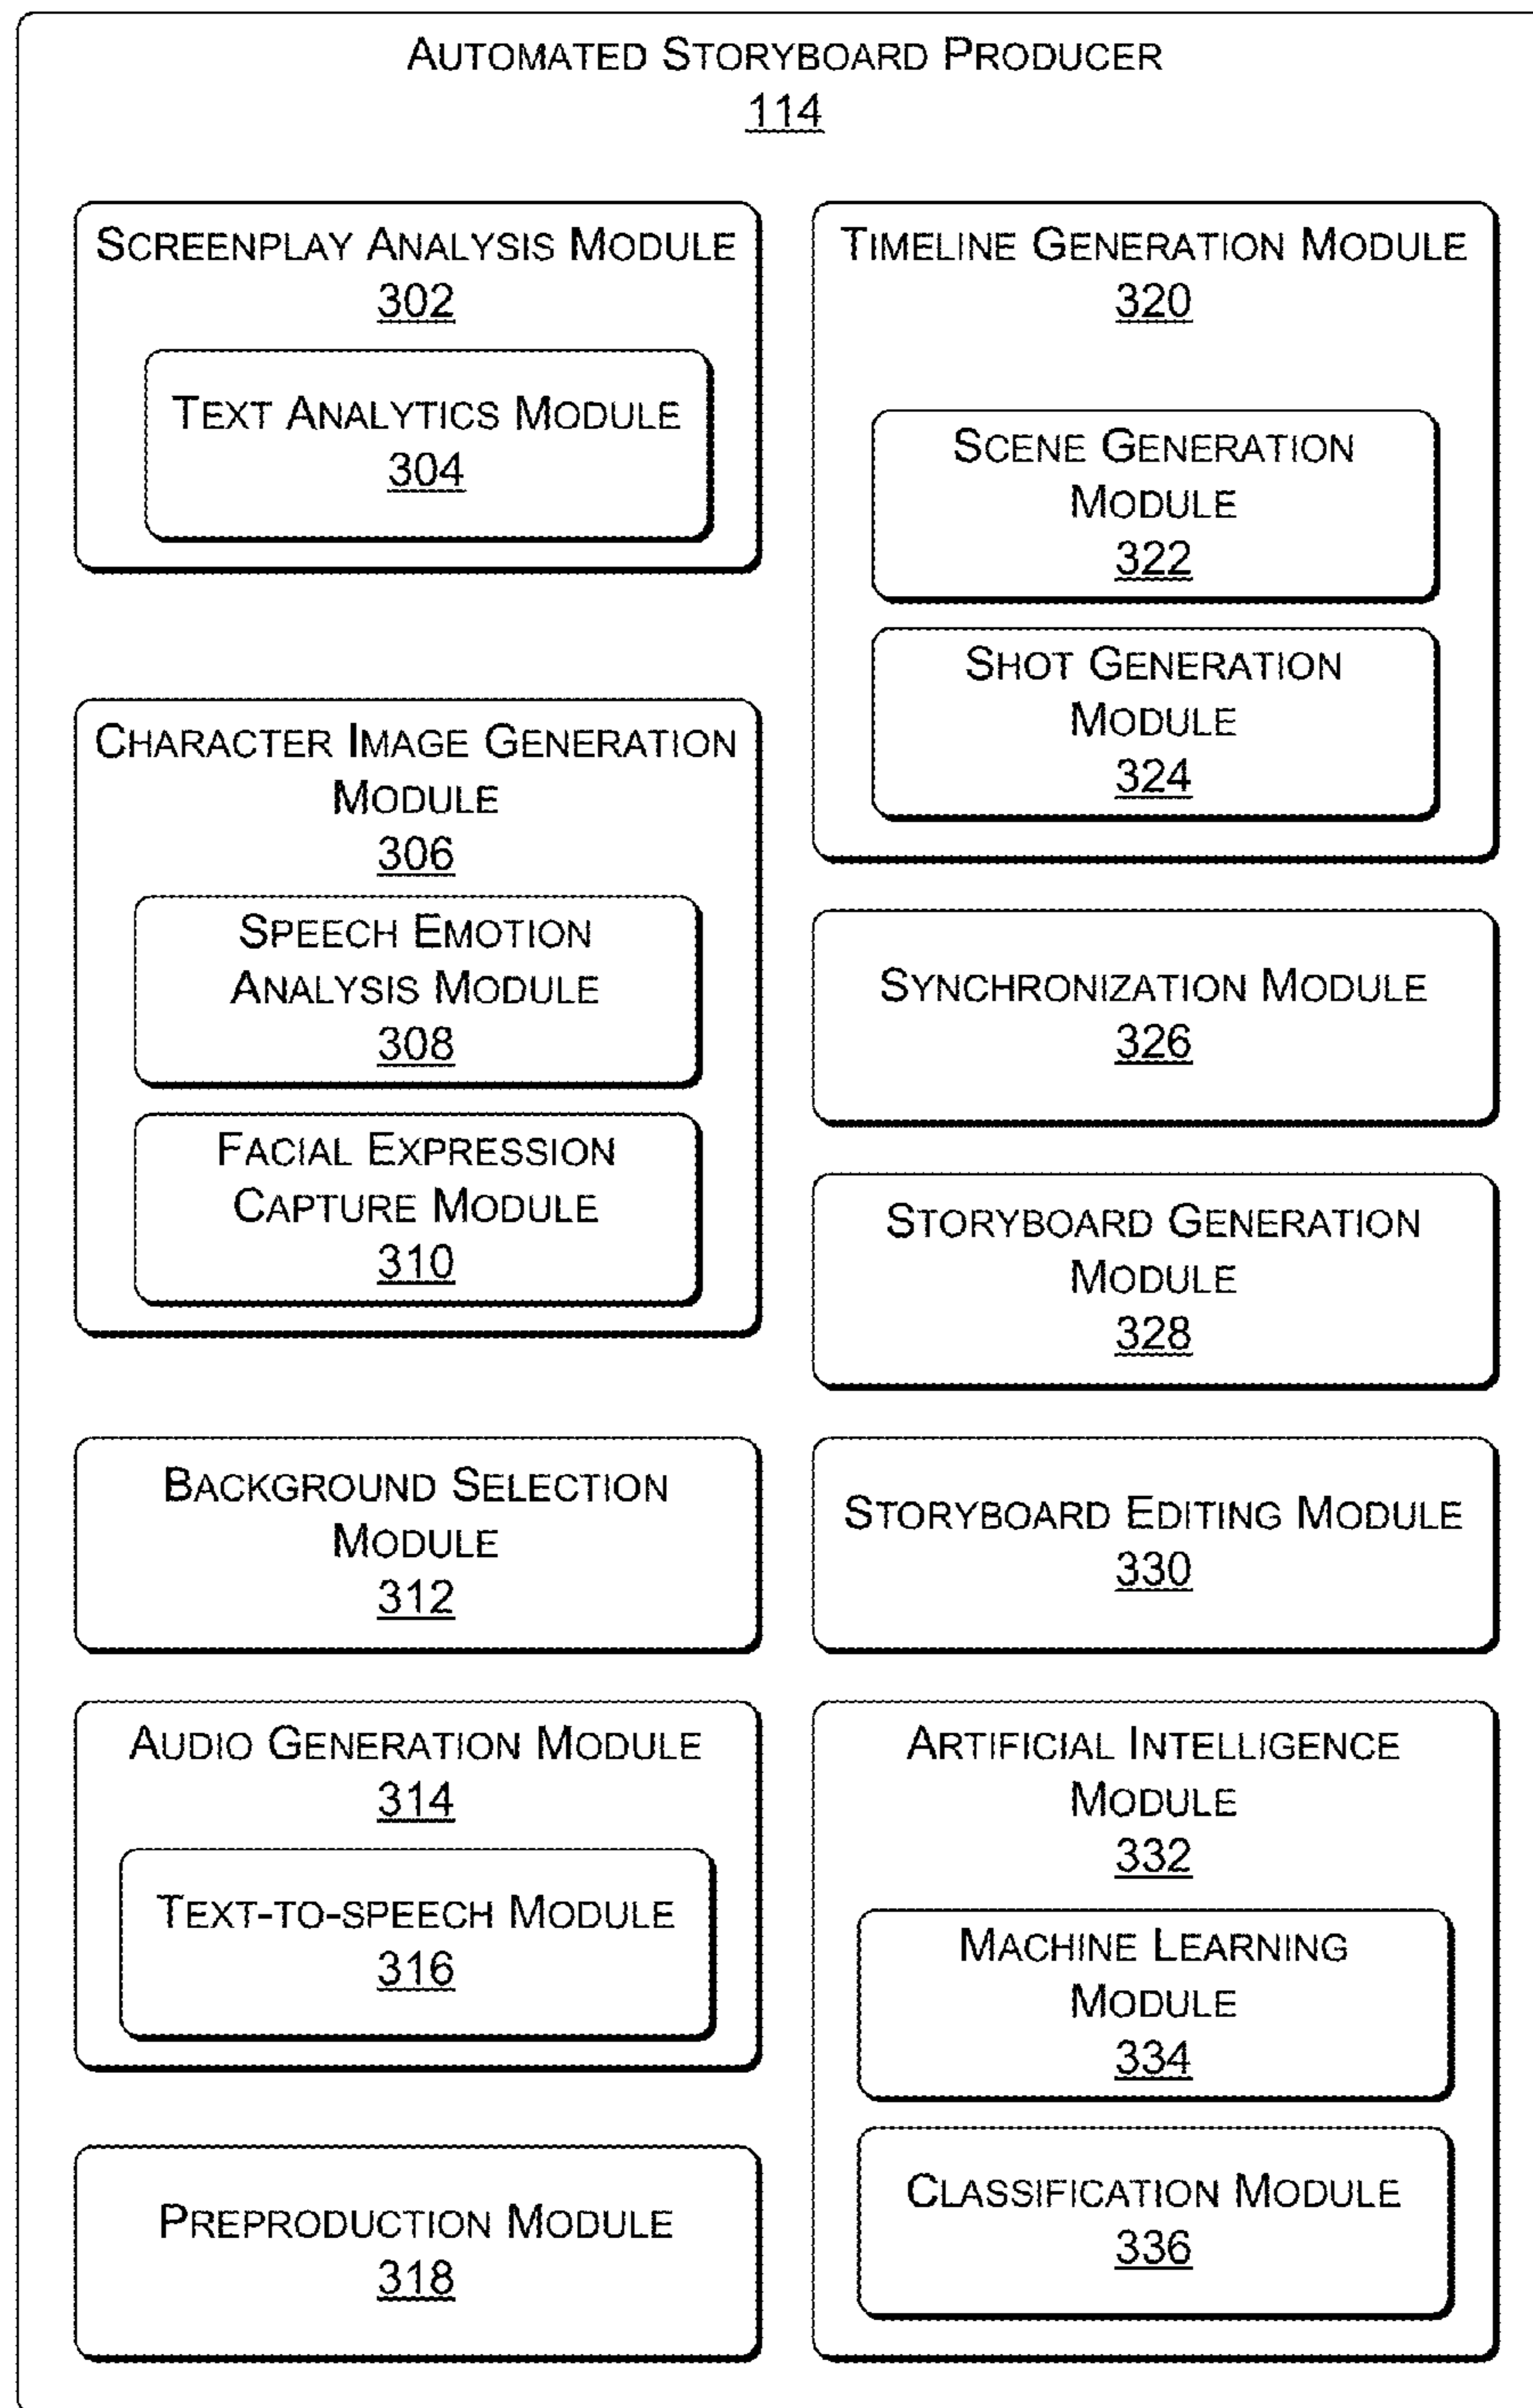 AUTOMATED STORYBOARD PRODUCER
114
SCREENPLAY ANALYSIS MODULE
302
TEXT ANALYTICS MODULE
304
CHARACTER IMAGE GENERATION
MODULE
306
SPEECH EMOTION
ANALYSIS MODULE
308
FACIAL EXPRESSION
CAPTURE MODULE
310
BACKGROUND SELECTION
MODULE
312
AUDIO GENERATION MODULE
314
TEXT-TO-SPEECH MODULE
316
PREPRODUCTION MODULE
318
TIMELINE GENERATION MODULE
320
SCENE GENERATION
MODULE
322
SHOT GENERATION
MODULE
324
SYNCHRONIZATION MODULE
326
STORYBOARD GENERATION
MODULE
328
STORYBOARD EDITING MODULE
330
ARTIFICIAL INTELLIGENCE
MODULE
332
MACHINE LEARNING
MODULE
334
CLASSIFICATION MODULE
336